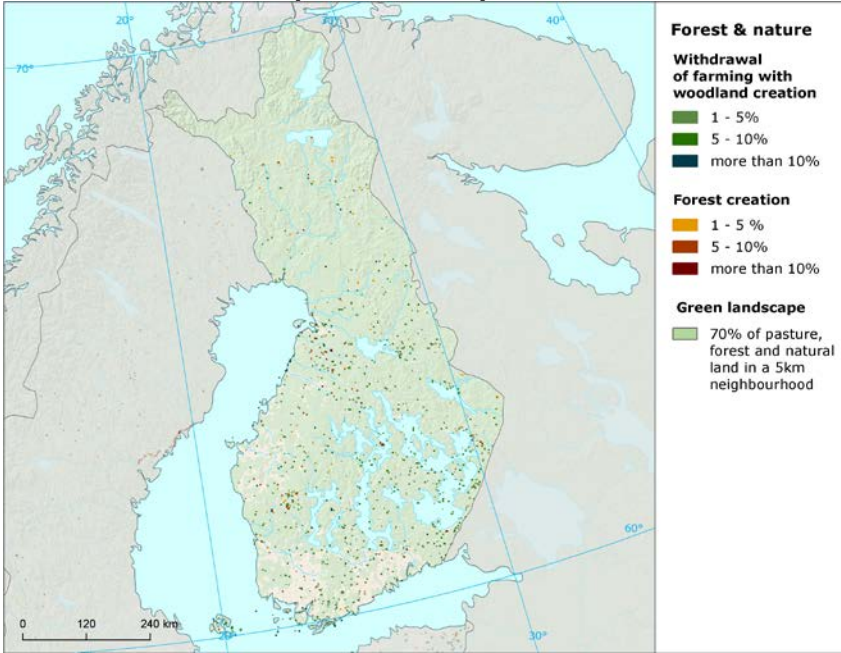 20°
30°
40°
70°
60°
0 120 240 km
20°
30°
Forest & nature
Withdrawal
of farming with
woodland creation
1 - 5%
5 - 10%
more than 10%
Forest creation
1 - 5 %
5 - 10%
more than 10%
Green landscape
70% of pasture,
forest and natural
land in a 5km
neighbourhood